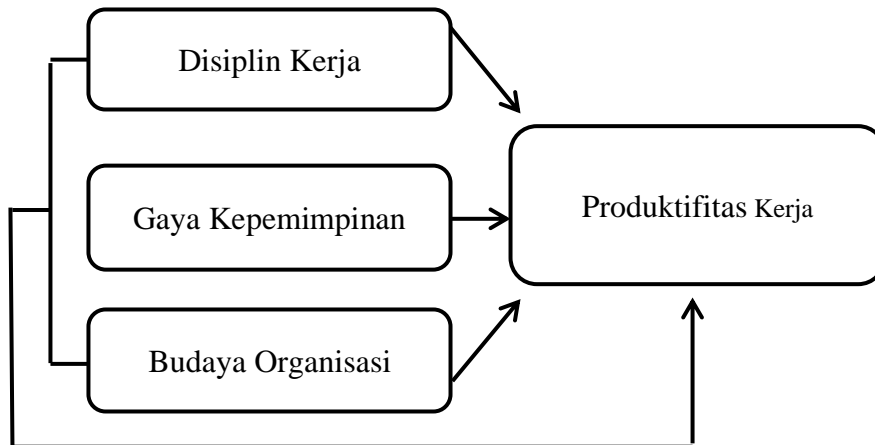 Disiplin Kerja
Gaya Kepemimpinan
Produktifitas Kerja
Budaya Organisasi